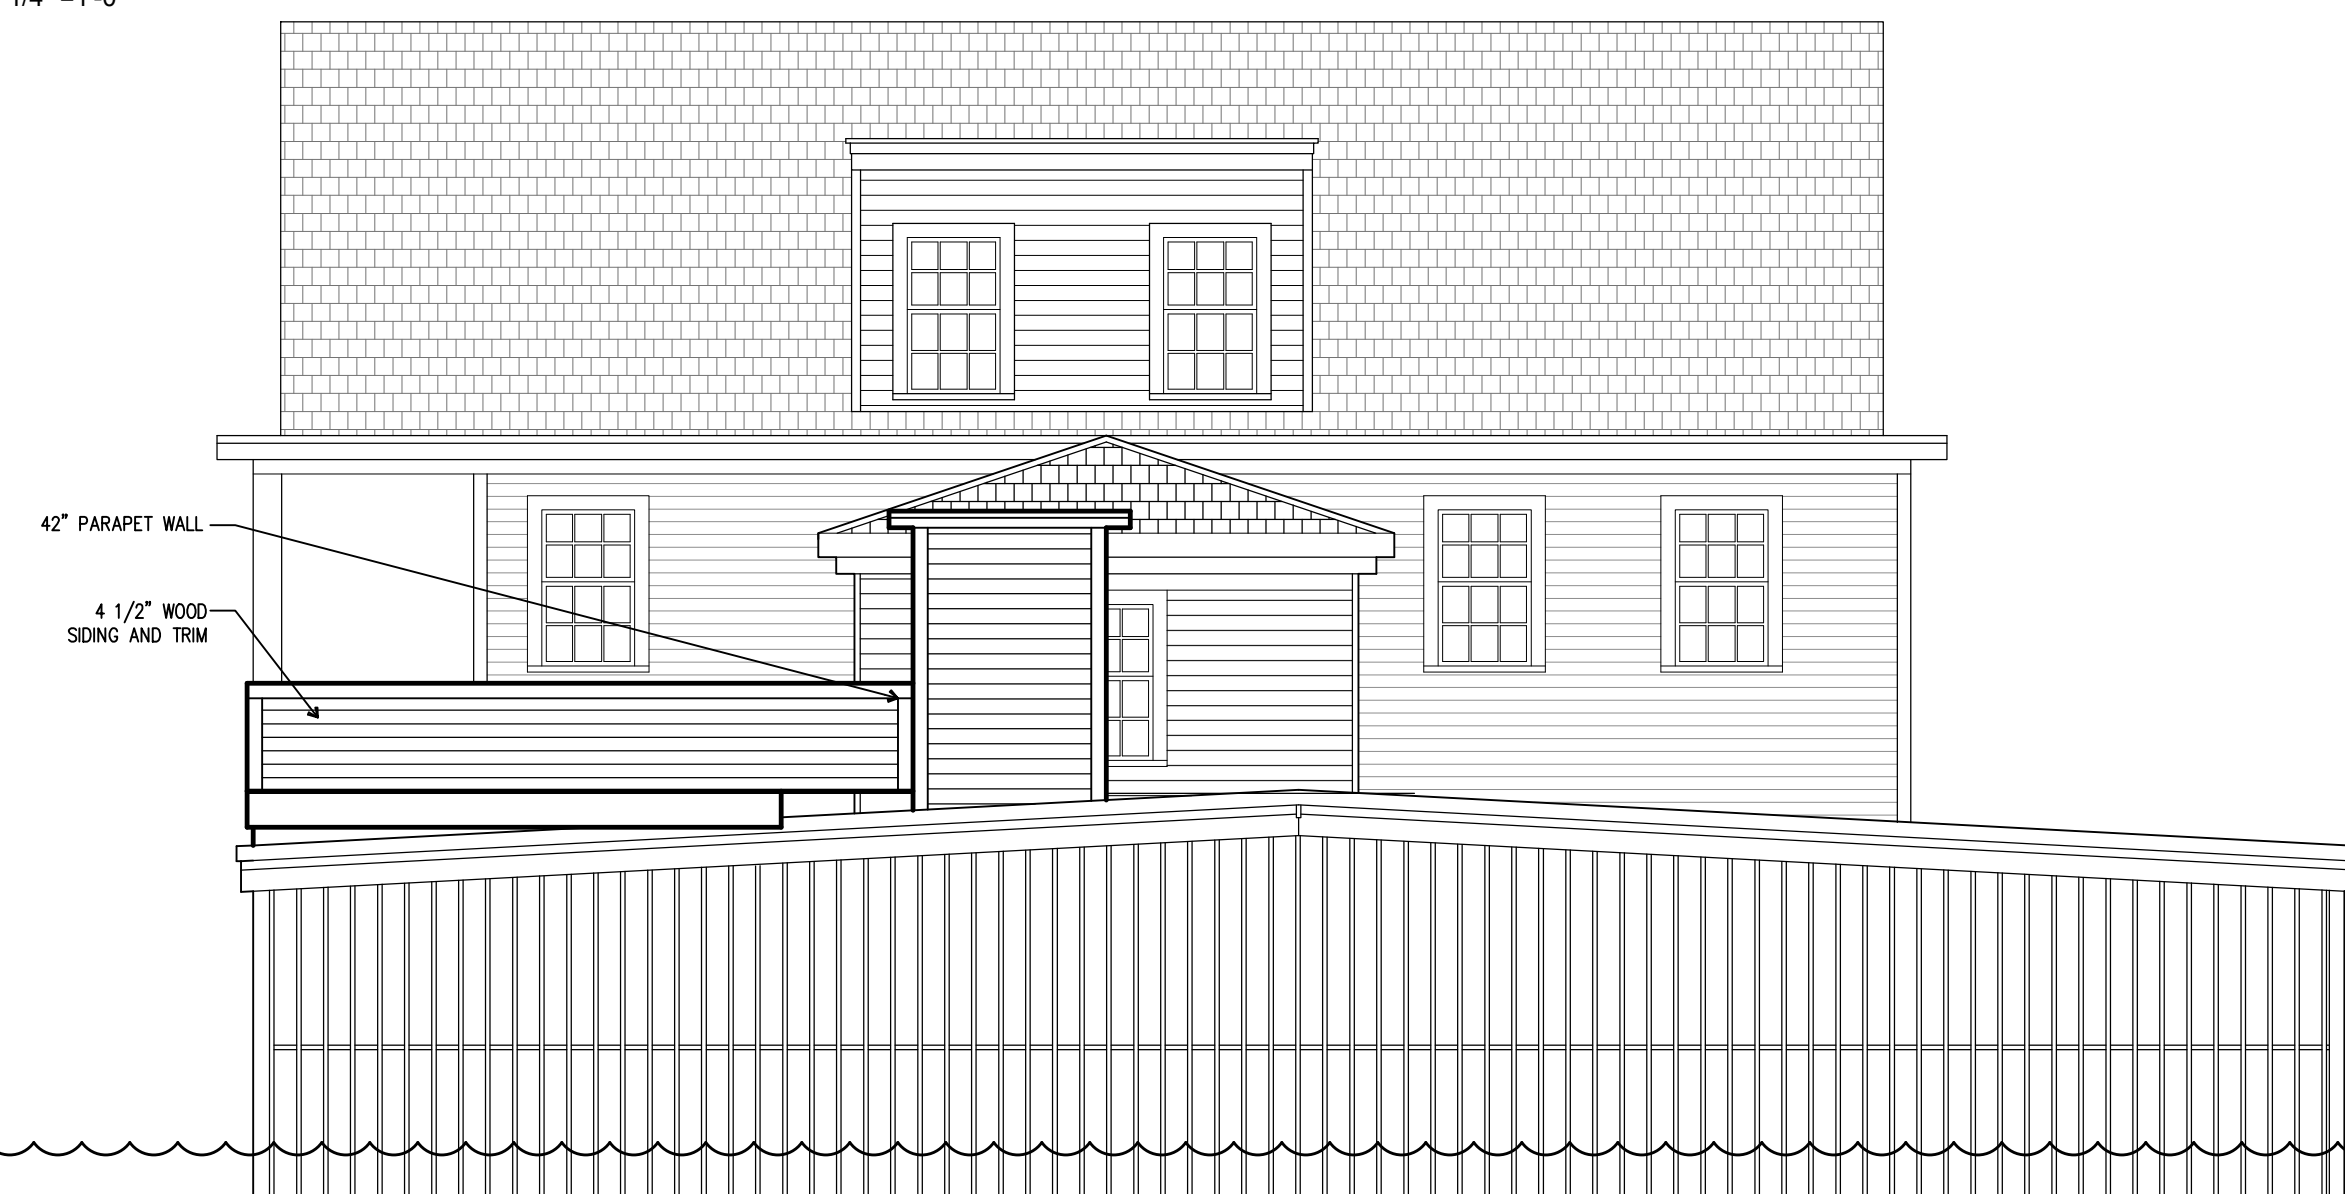 42" PARAPET WALL
4 1/2" WOOD
SIDING AND TRIM